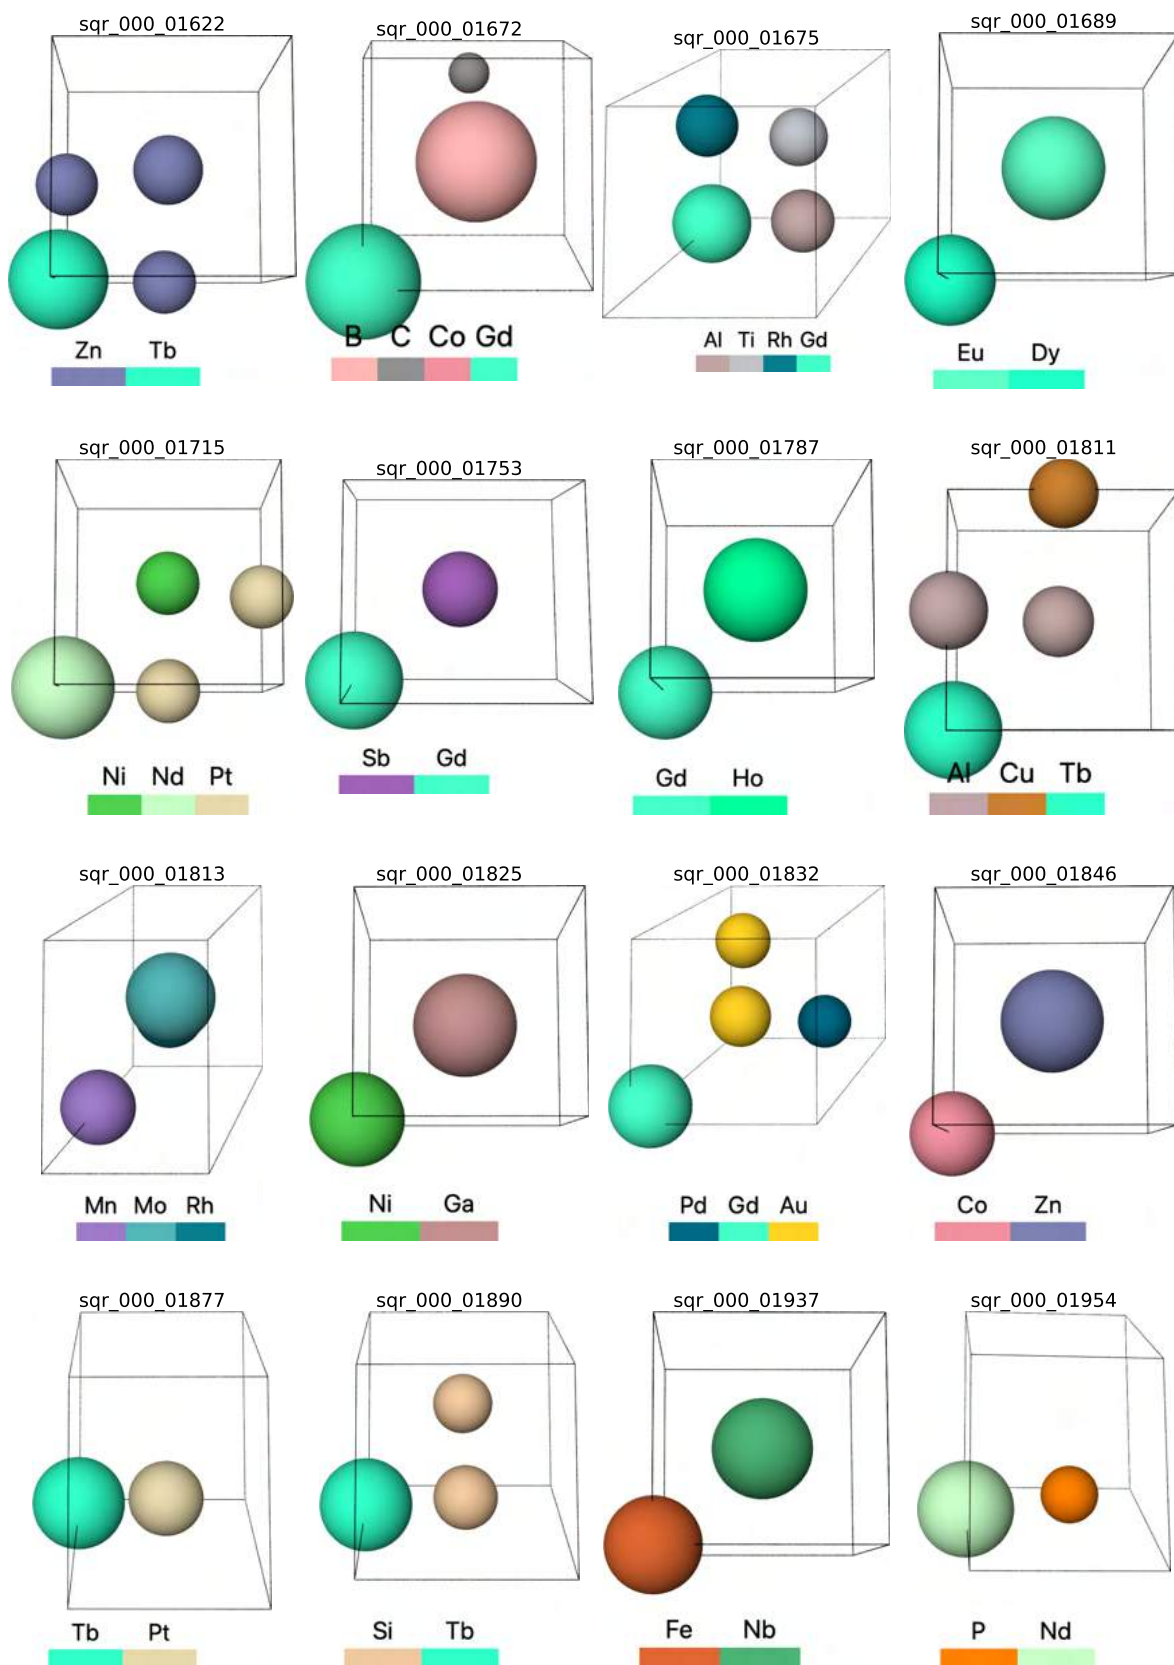 sqr_000_01622 sqr_000_01672 sqr_000_01675 sqr_000_01689
Zn Tb
B C Co Gd
Al Ti Rh Gd
Eu Dy
sqr_000_01715 sqr_000_01753 sqr_000_01787 sqr_000_01811
Ni Nd Pt
Sb Gd
Gd Ho
Al Cu Tb
sqr_000_01813 sqr_000_01825 sqr_000_01832 sqr_000_01846
Mn Mo Rh
Ni Ga
Pd Gd Au
Co Zn
sqr_000_01877 sqr_000_01890 sqr_000_01937 sqr_000_01954
Tb Pt
Si Tb
Fe Nb
P Nd